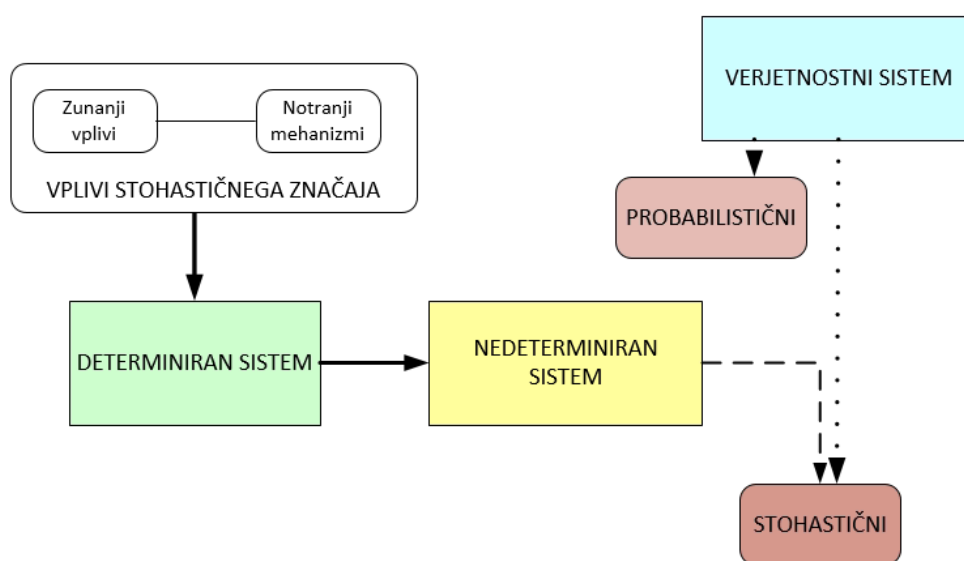 VERJETNOSTNI SISTEM
Zunanji
vplivi
Notranji
mehanizmi
VPLIVI STOHASTIČNEGA ZNAČAJA
PROBABILISTIČNI
DETERMINIRAN SISTEM
NEDETERMINIRAN
SISTEM
STOHASTIČNI